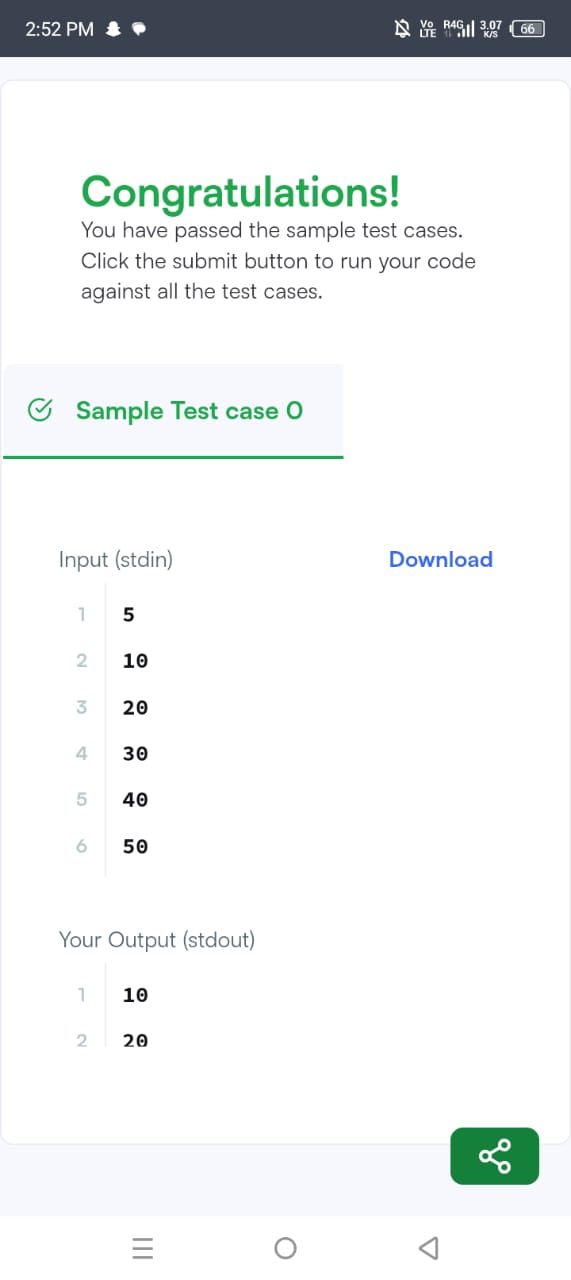 2:52 PM
Vo LTE R4G 3.07 K/S 66
Congratulations!
You have passed the sample test cases.
Click the submit button to run your code
against all the test cases.
Sample Test case 0
Input (stdin) Download
1 5
2 10
3 20
4 30
5 40
6 50
Your Output (stdout)
1 10
2 20